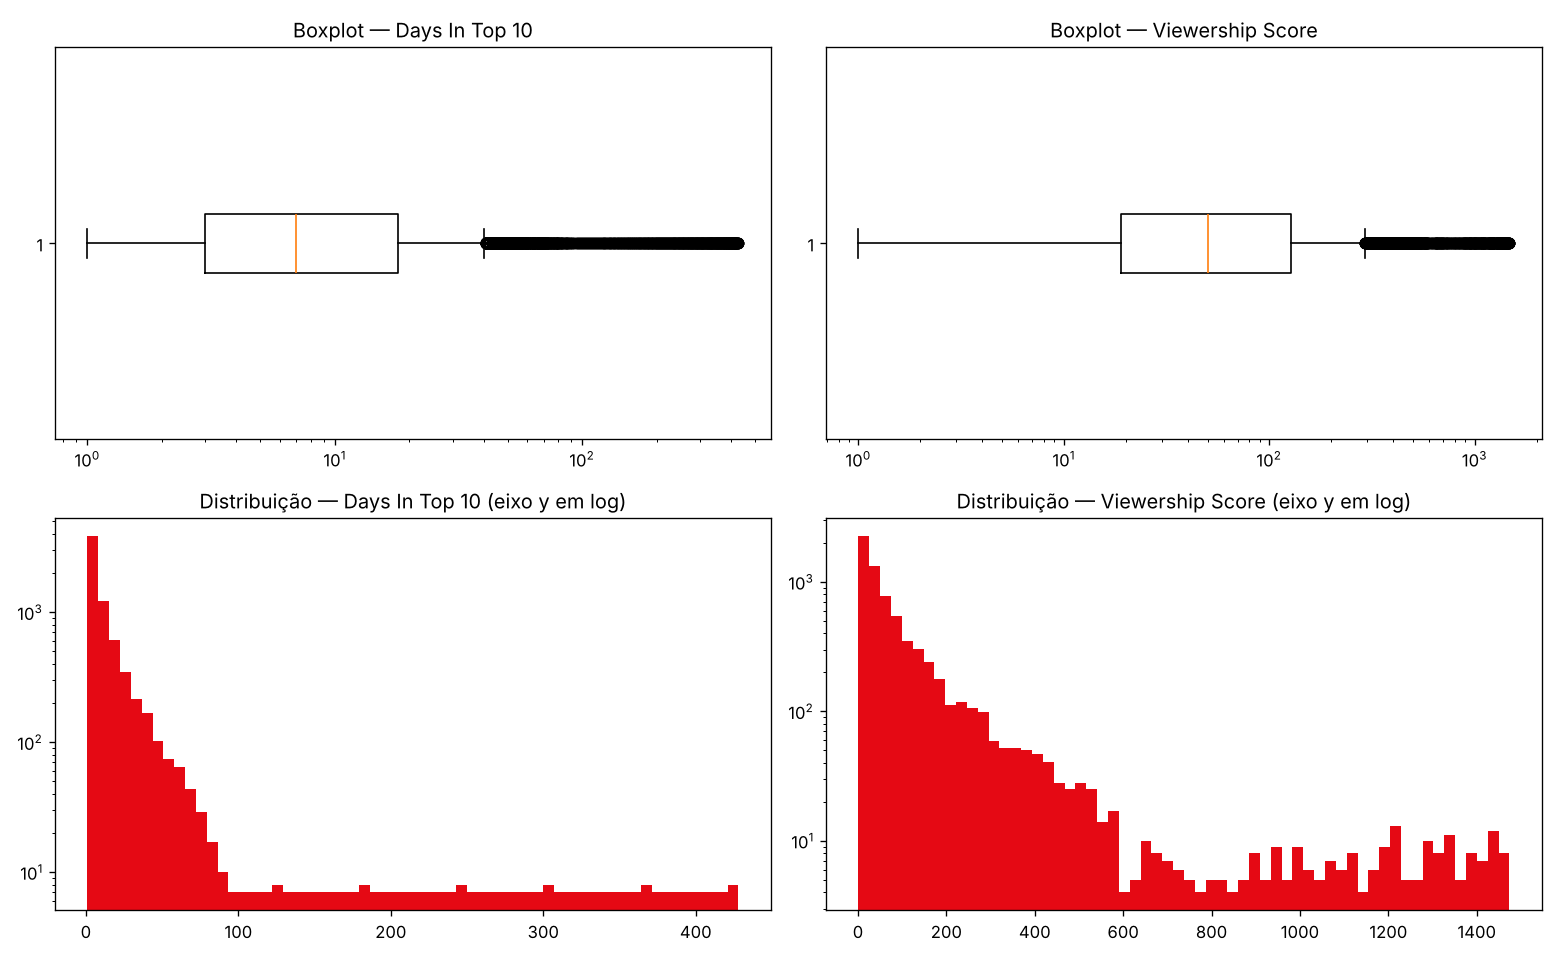 Boxplot — Days In Top 10
1
10⁰ 10¹ 10²
Boxplot — Viewership Score
1
10⁰ 10¹ 10² 10³
Distribuição — Days In Top 10 (eixo y em log)
10³
10²
10¹
0 100 200 300 400
Distribuição — Viewership Score (eixo y em log)
10³
10²
10¹
0 200 400 600 800 1000 1200 1400